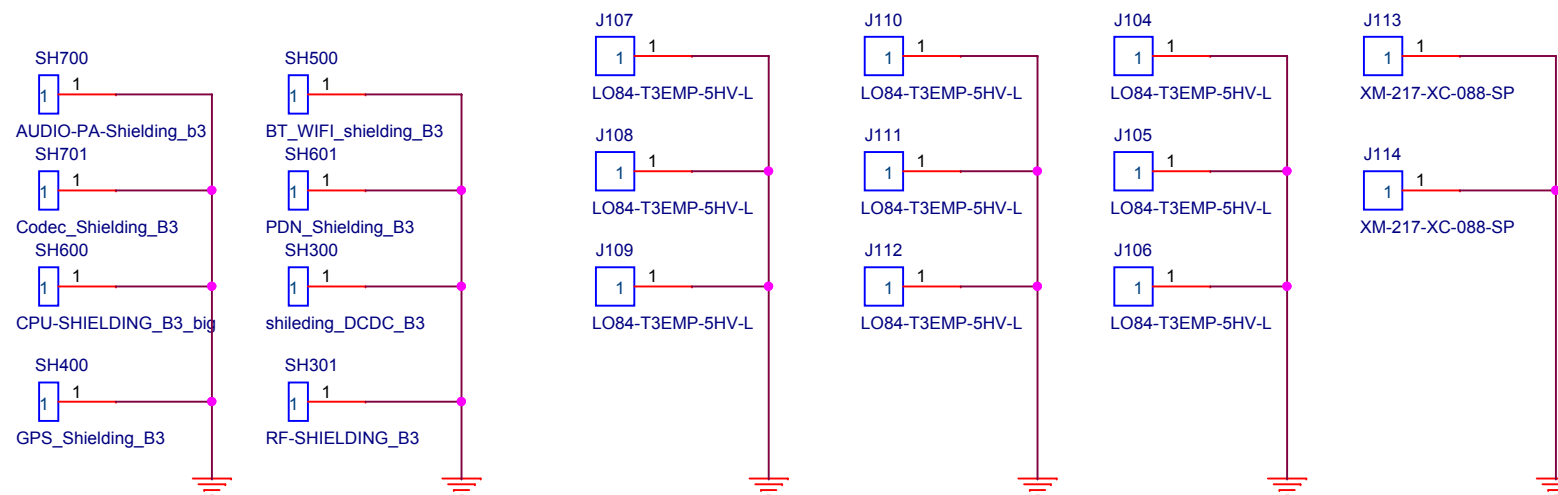 SH700
1 1
AUDIO-PA-Shielding_b3
SH701
1 1
Codec_Shielding_B3
SH600
1 1
CPU-SHIELDING_B3_big
SH400
1 1
GPS_Shielding_B3
SH500
1 1
BT_WIFI_shielding_B3
SH601
1 1
PDN_Shielding_B3
SH300
1 1
shileding_DCDC_B3
SH301
1 1
RF-SHIELDING_B3
J107
1 1
LO84-T3EMP-5HV-L
J108
1 1
LO84-T3EMP-5HV-L
J109
1 1
LO84-T3EMP-5HV-L
J110
1 1
LO84-T3EMP-5HV-L
J111
1 1
LO84-T3EMP-5HV-L
J112
1 1
LO84-T3EMP-5HV-L
J104
1 1
LO84-T3EMP-5HV-L
J105
1 1
LO84-T3EMP-5HV-L
J106
1 1
LO84-T3EMP-5HV-L
J113
1 1
XM-217-XC-088-SP
J114
1 1
XM-217-XC-088-SP